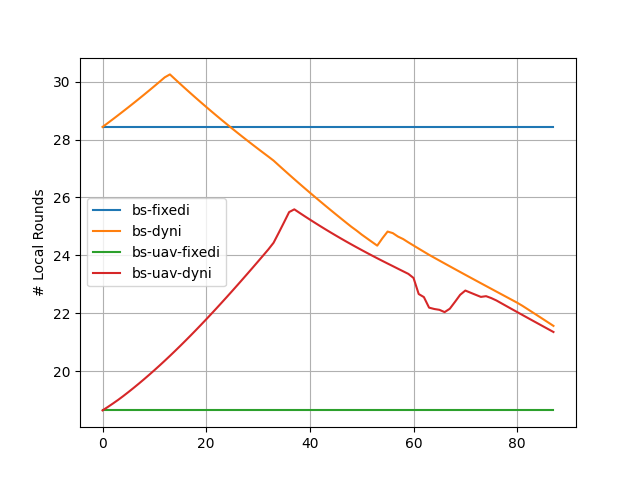 30
28
26
24
22
20
# Local Rounds
bs-fixedi
bs-dyni
bs-uav-fixedi
bs-uav-dyni
0 20 40 60 80